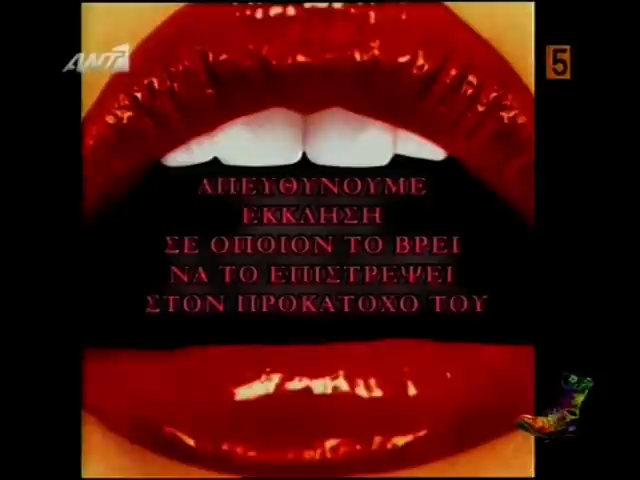 ANT1
5
ΑΠΕΥΘΥΝΟΥΜΕ
ΕΚΚΛΗΣΗ
ΣΕ ΟΠΟΙΟΝ ΤΟ ΒΡΕΙ
ΝΑ ΤΟ ΕΠΙΣΤΡΕΨΕΙ
ΣΤΟΝ ΠΡΟΚΑΤΟΧΟ ΤΟΥ